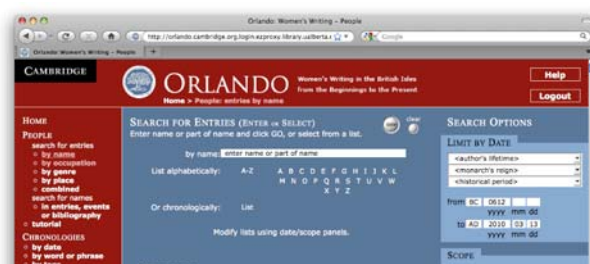 Orlando: Women's Writing – People
http://orlando.cambridge.org.login.ezproxy.library.ualberta.c
Google
Orlando: Women's Writing – People
CAMBRIDGE
ORLANDO
Women's Writing in the British Isles
from the Beginnings to the Present
Home > People: entries by name
Help
Logout
HOME
PEOPLE
search for entries
by name
by occupation
by genre
by place
combined
search for names
in entries, events
or bibliography
tutorial
CHRONOLOGIES
by date
by word or phrase
SEARCH FOR ENTRIES (ENTER OR SELECT)
Enter name or part of name and click GO, or select from a list.
clear
by name: enter name or part of name
List alphabetically: A-Z A B C D E F G H I J K L
M N O P Q R S T U V W
X Y Z
Or chronologically: List
Modify lists using date/scope panels.
SEARCH OPTIONS
LIMIT BY DATE
<author's lifetime>
<monarch's reign>
<historical period>
from BC 0612
yyyy mm dd
to AD 2010 03 13
yyyy mm dd
SCOPE